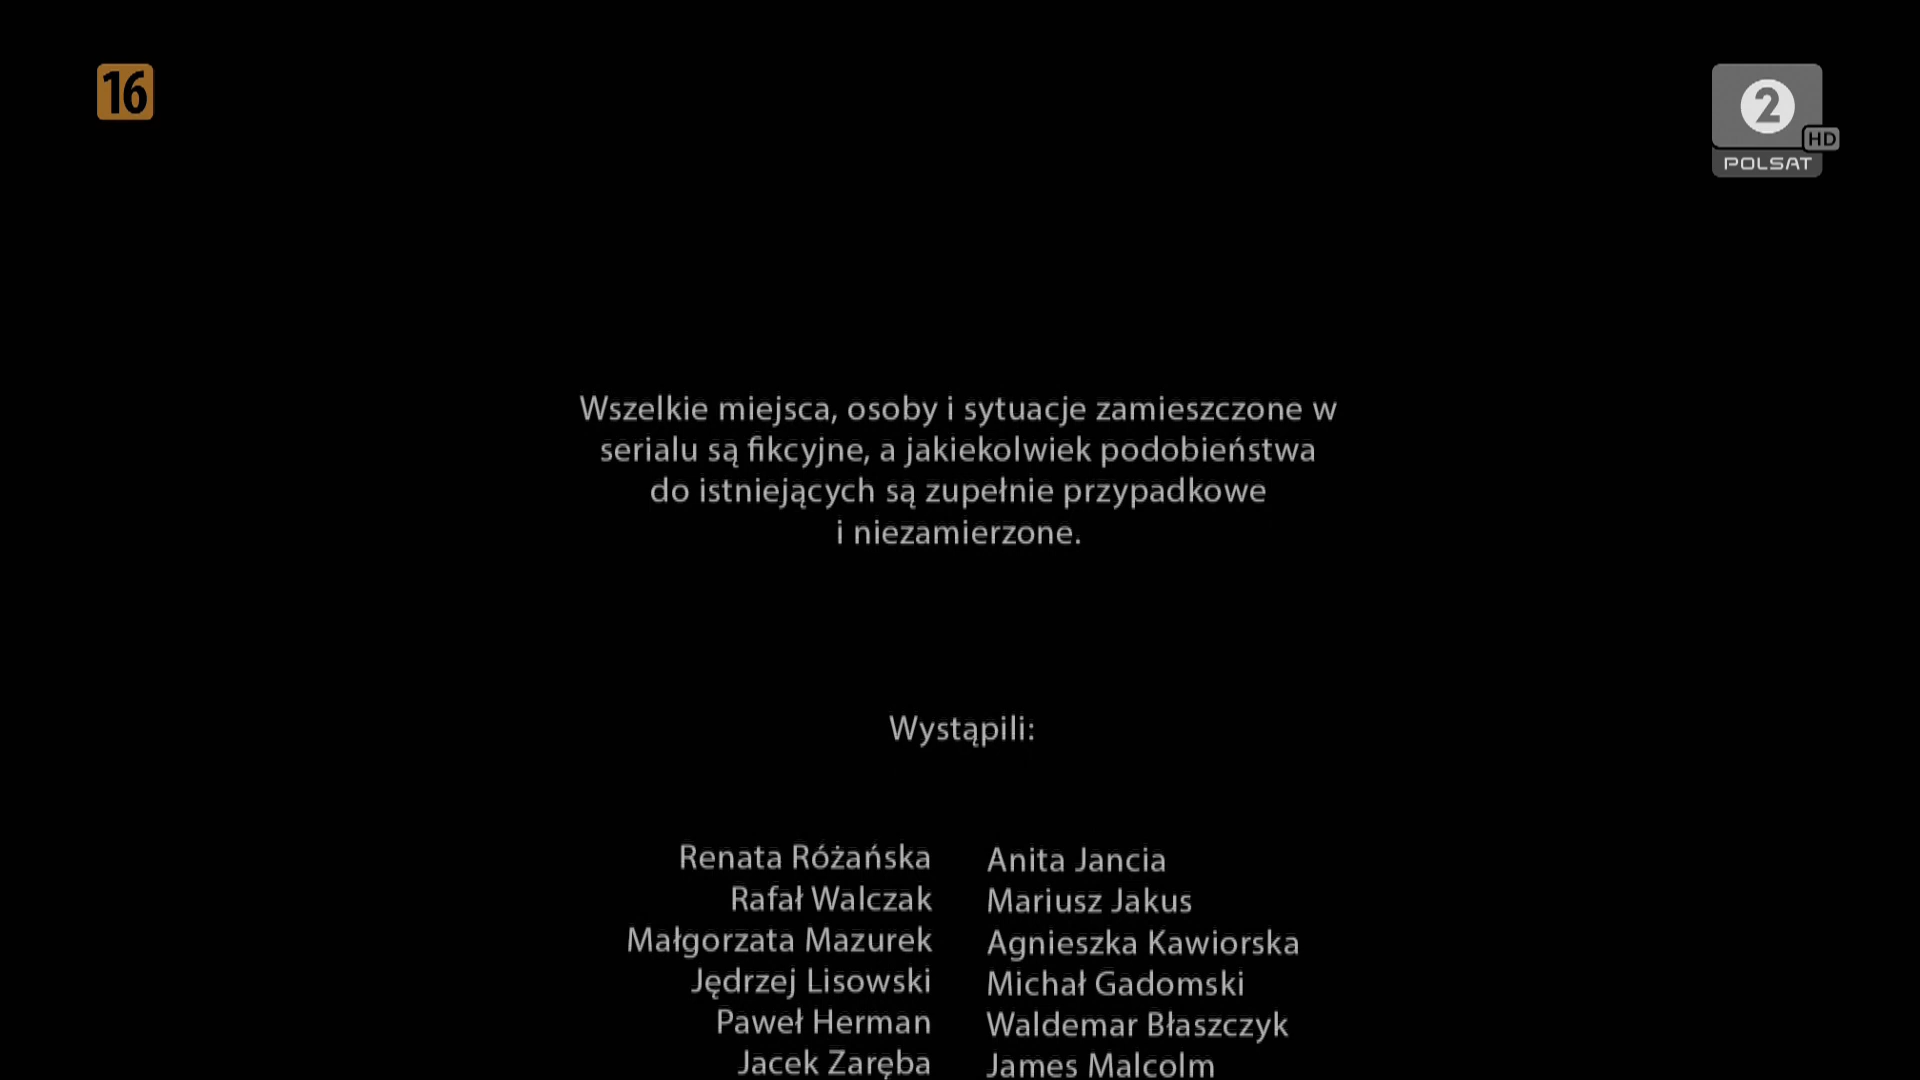 16
2
HD
POLSAT
Wszelkie miejsca, osoby i sytuacje zamieszczone w
serialu są fikcyjne, a jakiekolwiek podobieństwa
do istniejących są zupełnie przypadkowe
i niezamierzone.
Wystąpili:
Renata Różańska Anita Jancia
Rafał Walczak Mariusz Jakus
Małgorzata Mazurek Agnieszka Kawiorska
Jędrzej Lisowski Michał Gadomski
Paweł Herman Waldemar Błaszczyk
Jacek Zaręba James Malcolm